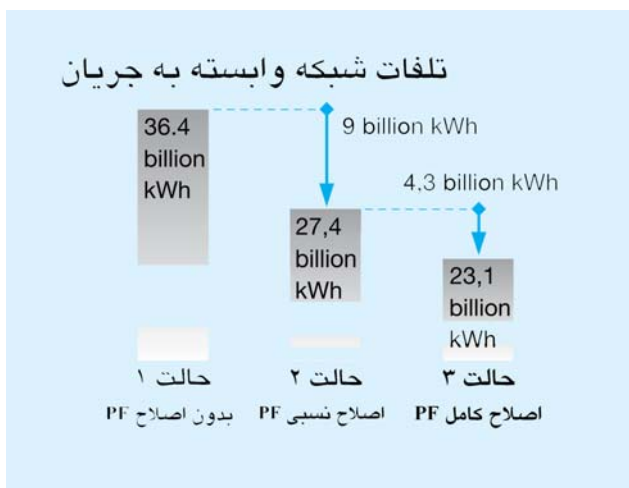 تلفات شبکه وابسته به جریان
36.4
billion
kWh
9 billion kWh
4,3 billion kWh
27,4
billion
kWh
23,1
billion
kWh
حالت ۱
حالت ۲
حالت ۳
بدون اصلاح PF
اصلاح نسبی PF
اصلاح کامل PF